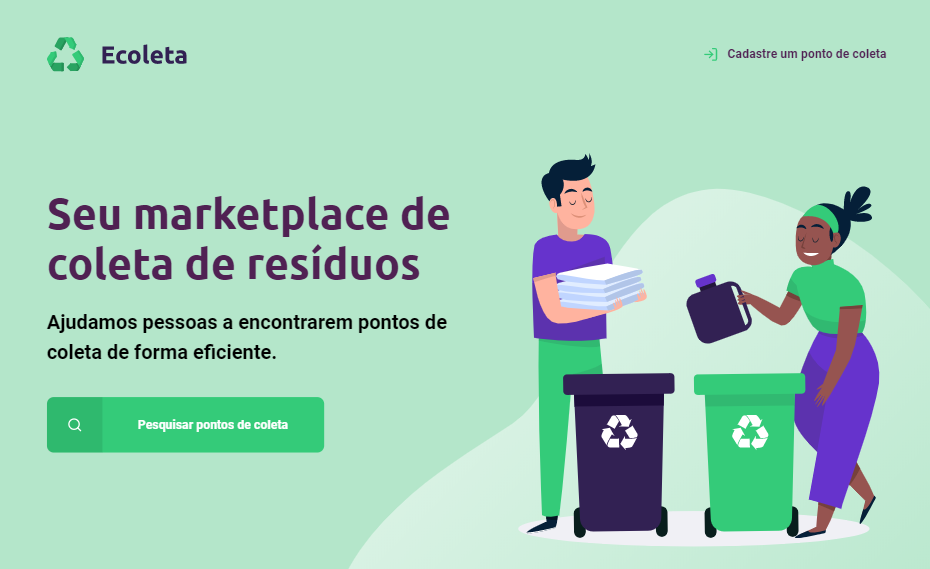 Ecoleta
Cadastre um ponto de coleta
Seu marketplace de
coleta de resíduos
Ajudamos pessoas a encontrarem pontos de
coleta de forma eficiente.
Pesquisar pontos de coleta